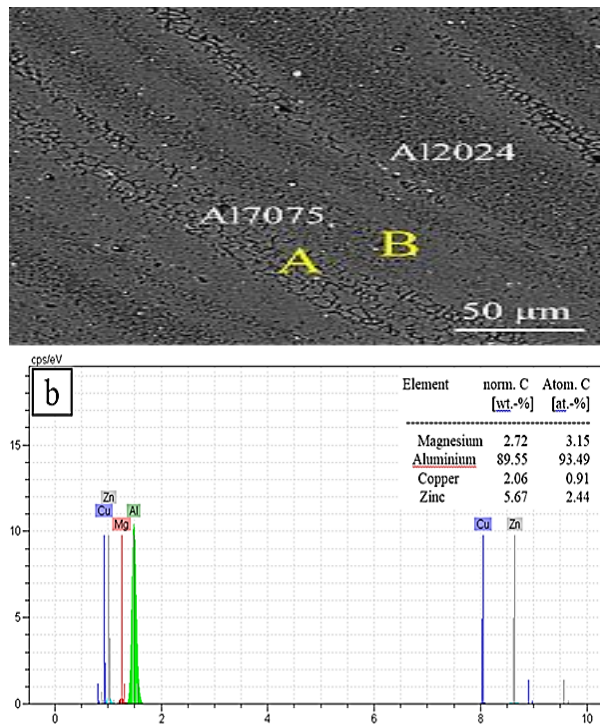 Al2024
Al7075
B
A
50 µm
cps/eV
b
Element norm. C Atom. C
[wt.-%] [at.-%]
Magnesium 2.72 3.15
Aluminium 89.55 93.49
Copper 2.06 0.91
Zinc 5.67 2.44
15
Zn
Cu Al Cu Zn
Mg
10
5
0
0 2 4 6 8 10